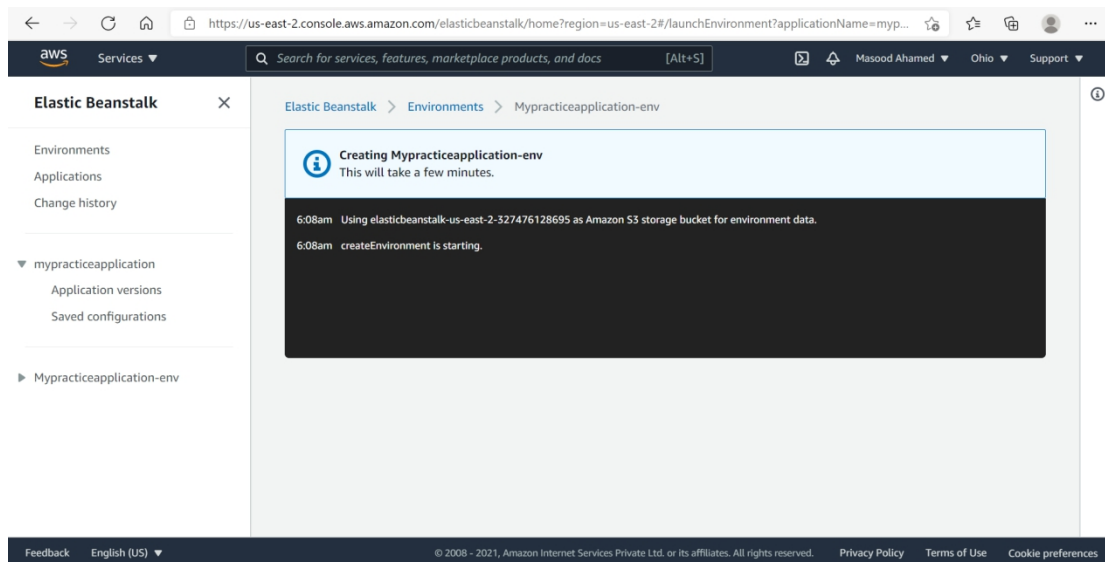 https://us-east-2.console.aws.amazon.com/elasticbeanstalk/home?region=us-east-2#/launchEnvironment?applicationName=myp...
aws Services ▼ Search for services, features, marketplace products, and docs [Alt+S] Masood Ahamed ▼ Ohio ▼ Support ▼
Elastic Beanstalk ×
Environments
Applications
Change history
mypracticeapplication
Application versions
Saved configurations
Mypracticeapplication-env
Elastic Beanstalk > Environments > Mypracticeapplication-env
Creating Mypracticeapplication-env
This will take a few minutes.
6:08am Using elasticbeanstalk-us-east-2-327476128695 as Amazon S3 storage bucket for environment data.
6:08am createEnvironment is starting.
Feedback English (US) ▼ © 2008 - 2021, Amazon Internet Services Private Ltd. or its affiliates. All rights reserved. Privacy Policy Terms of Use Cookie preferences